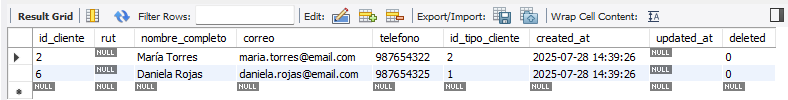 Result Grid Filter Rows: Edit: Export/Import: Wrap Cell Content: IA
id_cliente rut nombre_completo correo telefono id_tipo_cliente created_at updated_at deleted
2 NULL María Torres maria.torres@email.com 987654322 2 2025-07-28 14:39:26 NULL 0
6 NULL Daniela Rojas daniela.rojas@email.com 987654325 1 2025-07-28 14:39:26 NULL 0
NULL NULL NULL NULL NULL NULL NULL NULL NULL